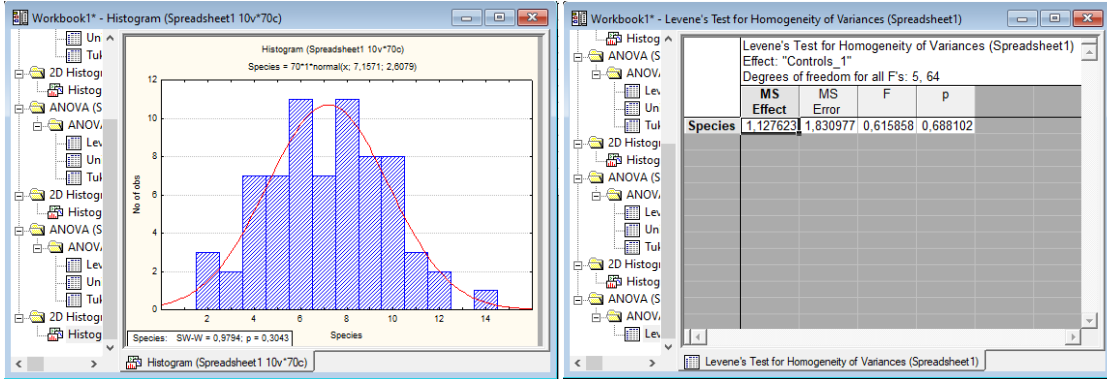 Workbook1* - Histogram (Spreadsheet1 10v*70c)
Un
Tuk
2D Histogr
Histog
ANOVA (S
ANOV.
Lev
Un
Tuk
2D Histogr
Histog
ANOVA (S
ANOV.
Lev
Un
Tuk
2D Histogr
Histog
Histogram (Spreadsheet1 10v*70c)
Species = 70*1*normal(x; 7,1571; 2,6079)
No of obs
12
10
8
6
4
2
0
2 4 6 8 10 12 14
Species
Species: SW-W = 0,9794; p = 0,3043
Histogram (Spreadsheet1 10v*70c)
Workbook1* - Levene's Test for Homogeneity of Variances (Spreadsheet1)
Histog
ANOVA (S
ANOV.
Lev
Un
Tuk
2D Histogr
Histog
ANOVA (S
ANOV.
Lev
Un
Tuk
2D Histogr
Histog
ANOVA (S
ANOV.
Lev
Levene's Test for Homogeneity of Variances (Spreadsheet1)
Effect: "Controls_1"
Degrees of freedom for all F's: 5, 64
MS Effect MS Error F p
Species 1,127623 1,830977 0,615858 0,688102
Levene's Test for Homogeneity of Variances (Spreadsheet1)